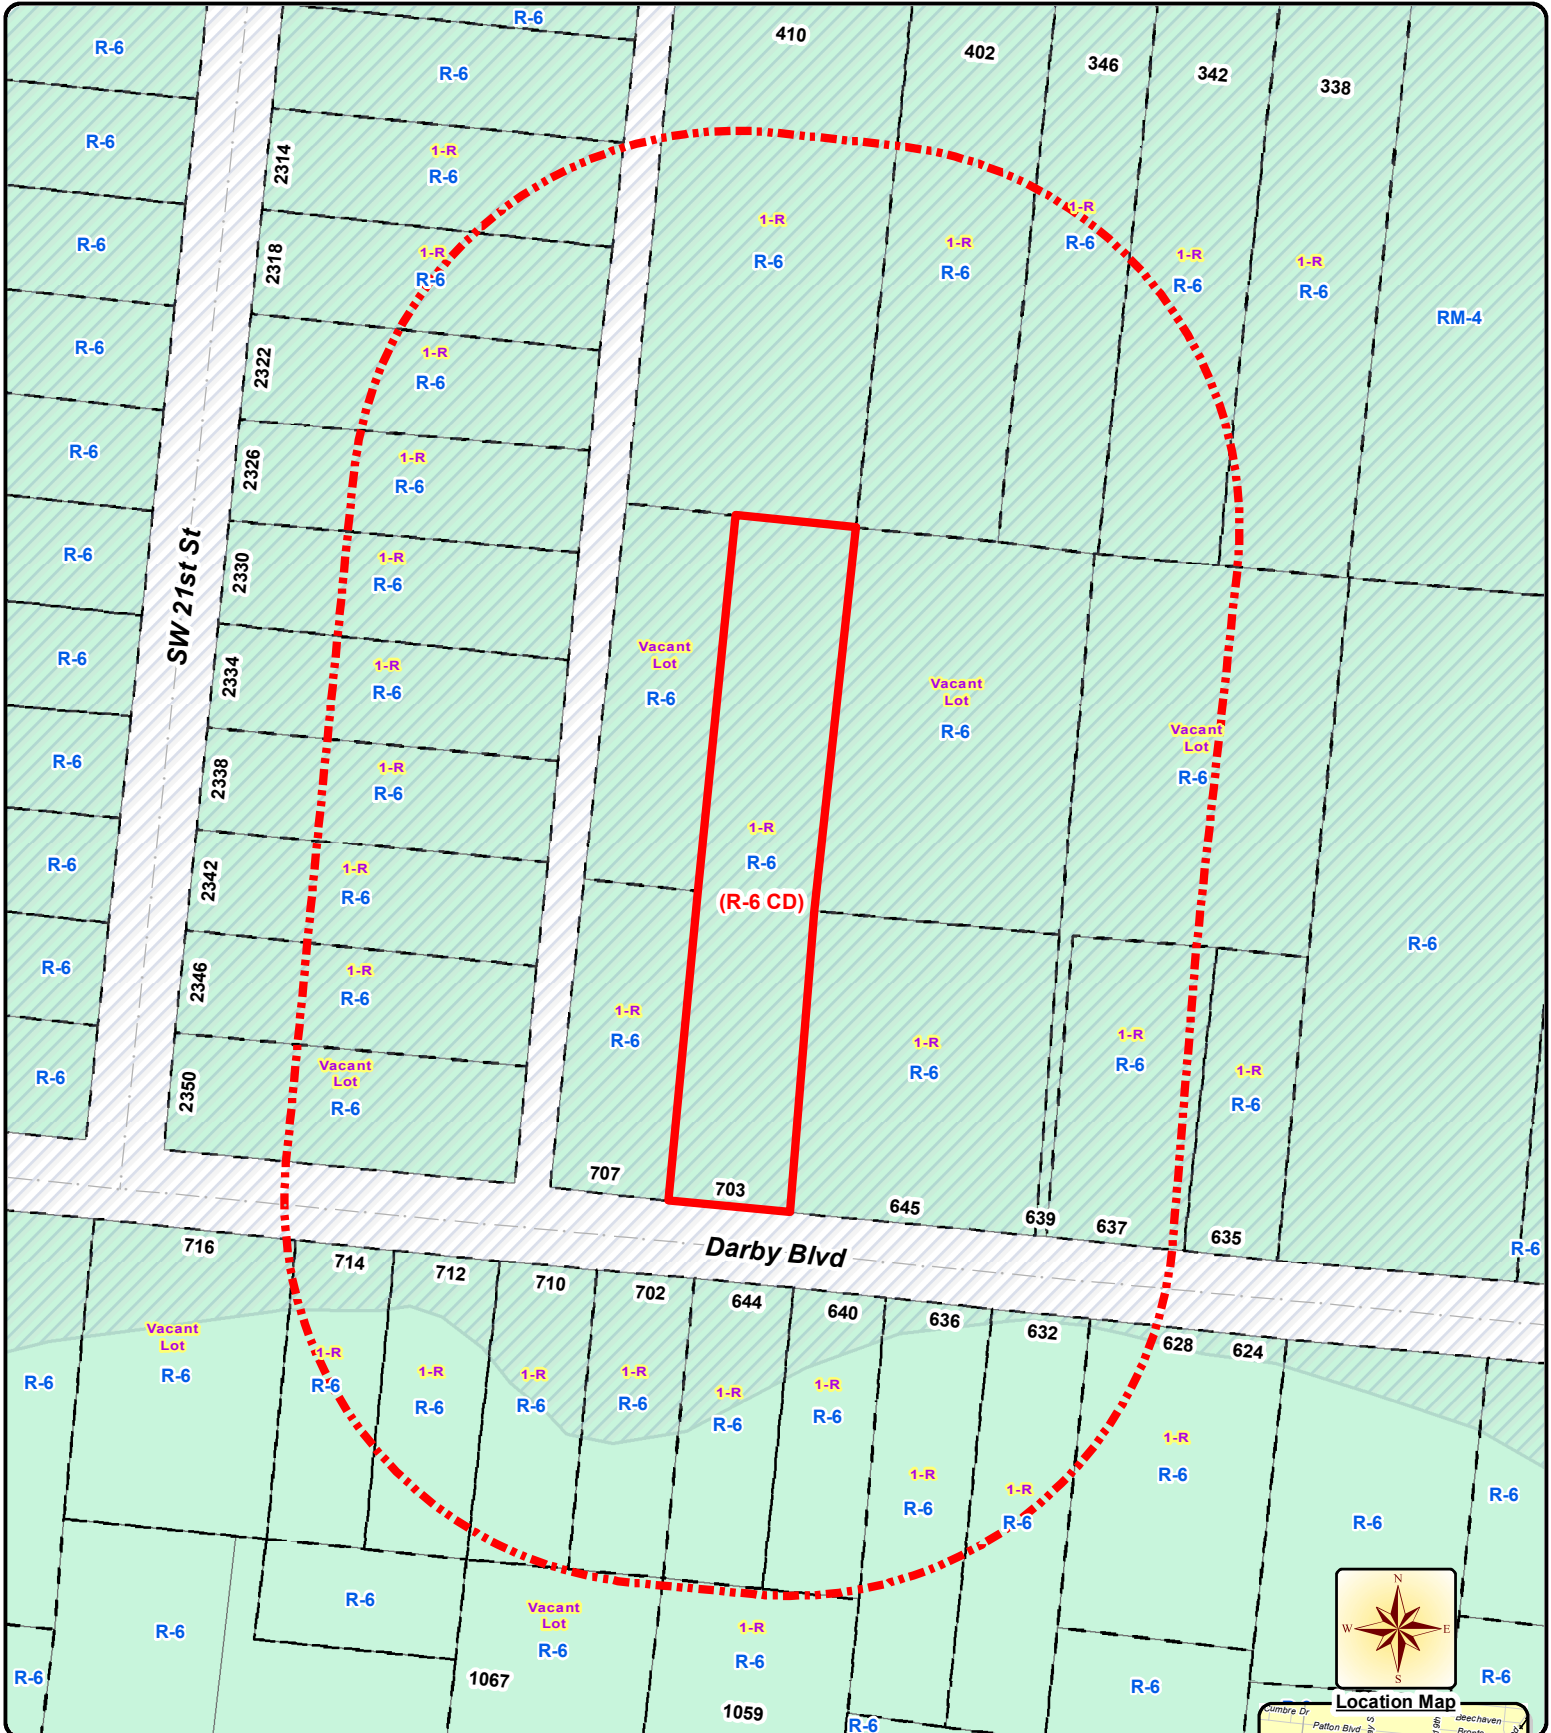 R-6
410
402
346
342
338
R-6
R-6
R-6
2314
1-R
R-6
1-R
R-6
1-R
R-6
1-R
R-6
1-R
R-6
1-R
R-6
RM-4
R-6
2318
1-R
R-6
R-6
2322
1-R
R-6
R-6
2326
1-R
R-6
SW 21st St
R-6
2330
1-R
R-6
R-6
2334
1-R
R-6
Vacant
Lot
R-6
Vacant
Lot
R-6
Vacant
Lot
R-6
R-6
2338
1-R
R-6
1-R
R-6
(R-6 CD)
R-6
2342
1-R
R-6
R-6
R-6
2346
1-R
R-6
1-R
R-6
1-R
R-6
1-R
R-6
1-R
R-6
R-6
2350
Vacant
Lot
R-6
707
703
645
639
637
635
R-6
Darby Blvd
716
714
712
710
702
644
640
636
632
628
624
R-6
Vacant
Lot
R-6
1-R
R-6
1-R
R-6
1-R
R-6
1-R
R-6
1-R
R-6
1-R
R-6
1-R
R-6
1-R
R-6
1-R
R-6
R-6
R-6
R-6
R-6
R-6
Vacant
Lot
R-6
1067
1-R
R-6
1059
R-6
R-6
R-6
N
W
E
S
Location Map
Cumbre Dr
Patton Blvd
19th
Beechaven